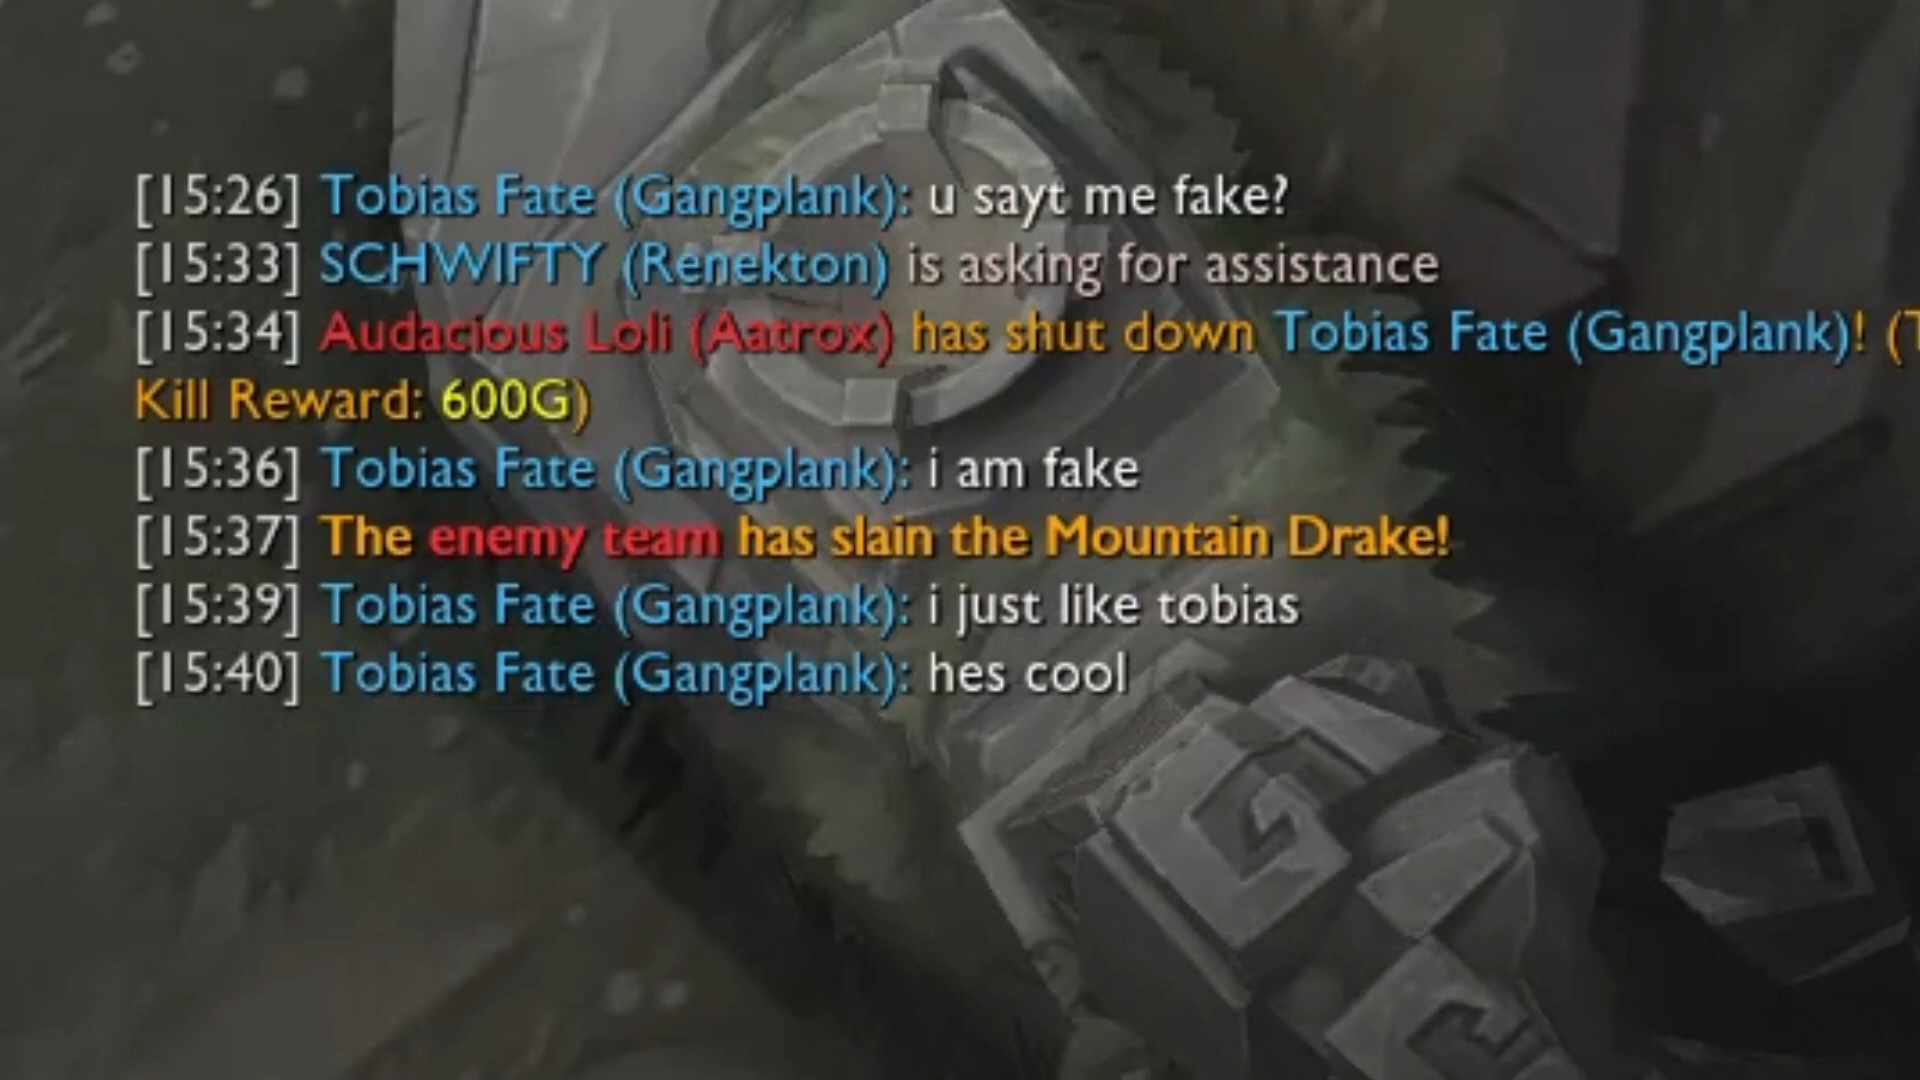 [15:26] Tobias Fate (Gangplank): u sayt me fake?
[15:33] SCHWIFTY (Renekton) is asking for assistance
[15:34] Audacious Loli (Aatrox) has shut down Tobias Fate (Gangplank)! (T
Kill Reward: 600G)
[15:36] Tobias Fate (Gangplank): i am fake
[15:37] The enemy team has slain the Mountain Drake!
[15:39] Tobias Fate (Gangplank): i just like tobias
[15:40] Tobias Fate (Gangplank): hes cool